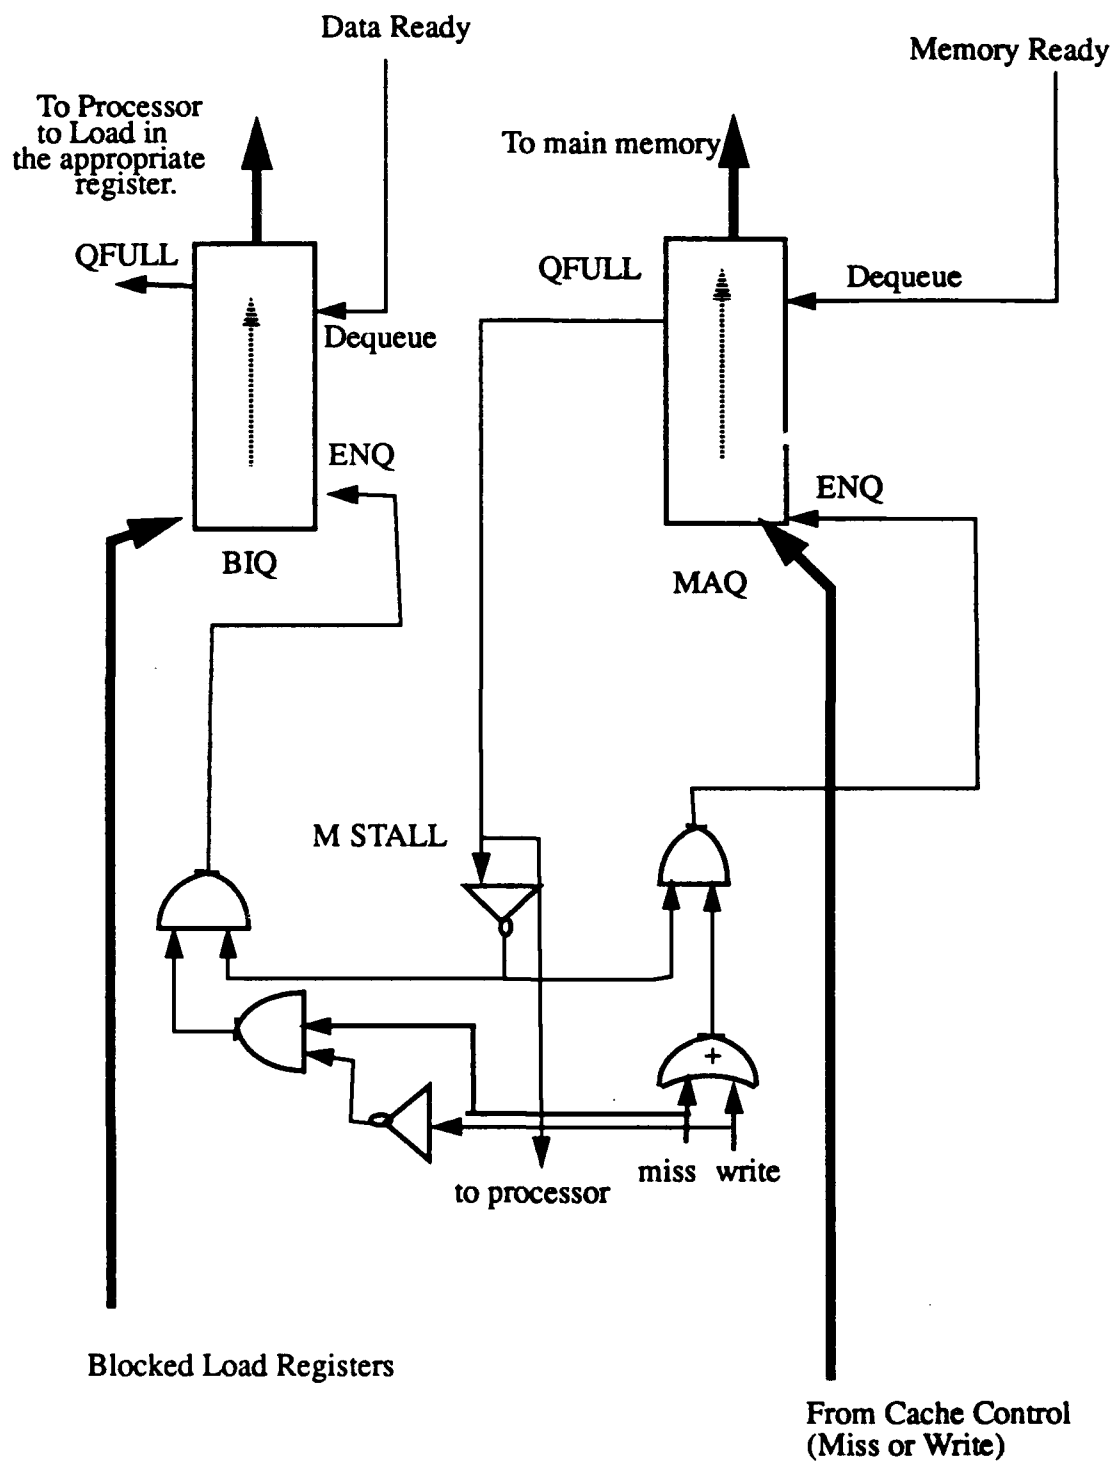 Data Ready
Memory Ready
To Processor
to Load in
the appropriate
register.
To main memory
QFULL
QFULL
Dequeue
Dequeue
ENQ
ENQ
BIQ
MAQ
M STALL
+
miss write
to processor
Blocked Load Registers
From Cache Control
(Miss or Write)